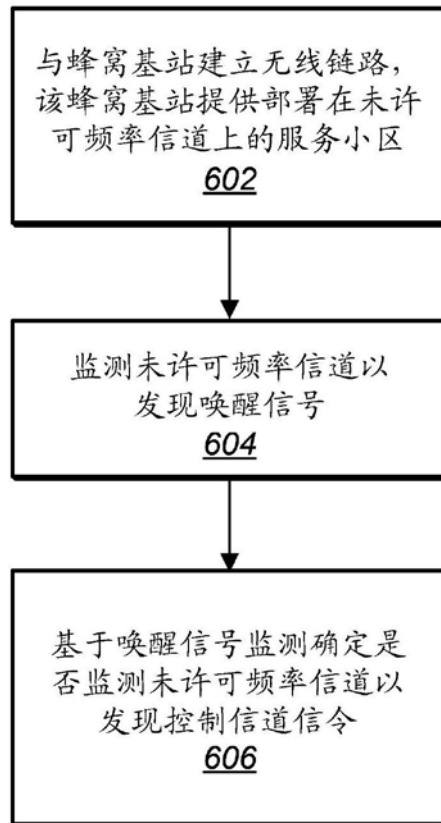 与蜂窝基站建立无线链路，
该蜂窝基站提供部署在未许
可频率信道上的服务小区
602
监测未许可频率信道以
发现唤醒信号
604
基于唤醒信号监测确定是
否监测未许可频率信道以
发现控制信道信令
606